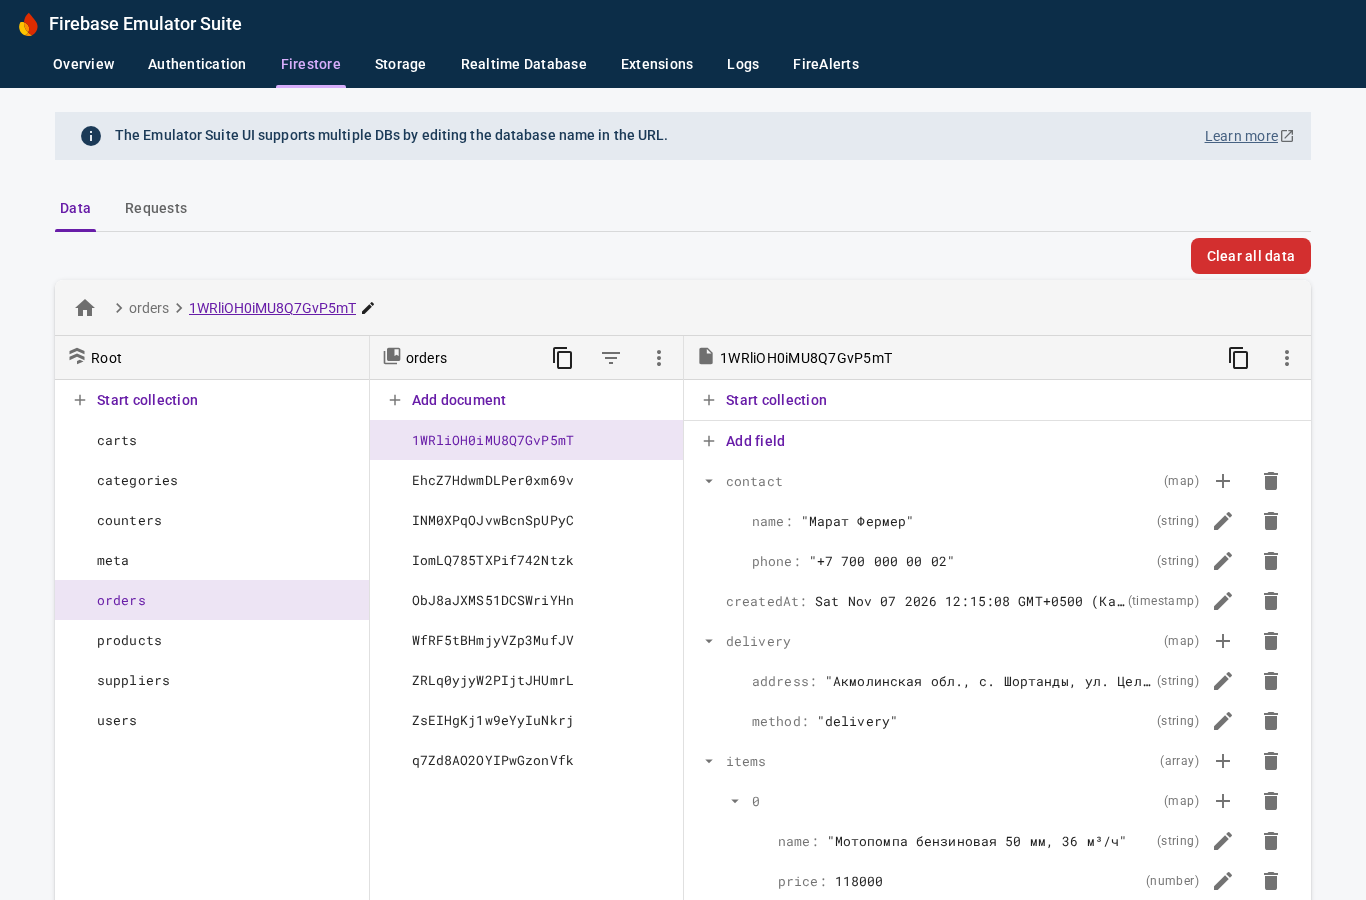 Firebase Emulator Suite
Overview Authentication Firestore Storage Realtime Database Extensions Logs FireAlerts
The Emulator Suite UI supports multiple DBs by editing the database name in the URL. Learn more
Data Requests
Clear all data
orders 1WRliOH0iMU8Q7GvP5mT
Root
Start collection
carts
categories
counters
meta
orders
products
suppliers
users
orders
Add document
1WRliOH0iMU8Q7GvP5mT
EhcZ7HdwmDLPer0xm69v
INM0XPqOJvwBcnSpUPyC
IomLQ785TXPif742Ntzk
ObJ8aJXMS51DCSWriYHn
WfRF5tBHmjyVZp3MufJV
ZRLq0yjyW2PIjtJHUmrL
ZsEIHgKj1w9eYyIuNkrj
q7Zd8AO2OYIPwGzonVfk
1WRliOH0iMU8Q7GvP5mT
Start collection
Add field
contact (map)
name: "Марат Фермер" (string)
phone: "+7 700 000 00 02" (string)
createdAt: Sat Nov 07 2026 12:15:08 GMT+0500 (Ka… (timestamp)
delivery (map)
address: "Акмолинская обл., с. Шортанды, ул. Цел… (string)
method: "delivery" (string)
items (array)
0 (map)
name: "Мотопомпа бензиновая 50 мм, 36 м³/ч" (string)
price: 118000 (number)